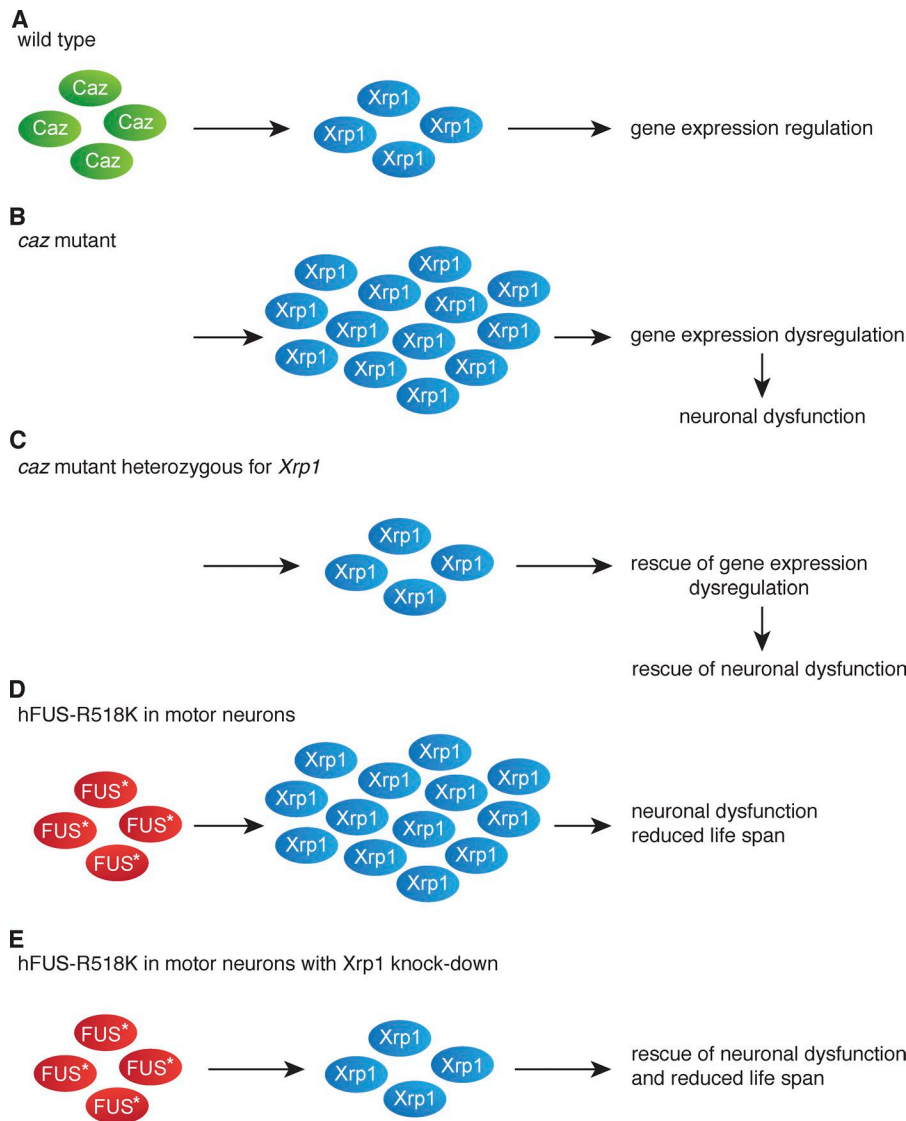 A
wild type
Caz
Caz
Caz
Caz
Xrp1
Xrp1
Xrp1
Xrp1
gene expression regulation
B
caz mutant
Xrp1
Xrp1
Xrp1
Xrp1
Xrp1
Xrp1
Xrp1
Xrp1
Xrp1
Xrp1
Xrp1
Xrp1
Xrp1
gene expression dysregulation
neuronal dysfunction
C
caz mutant heterozygous for Xrp1
Xrp1
Xrp1
Xrp1
Xrp1
rescue of gene expression
dysregulation
rescue of neuronal dysfunction
D
hFUS-R518K in motor neurons
FUS*
FUS*
FUS*
FUS*
Xrp1
Xrp1
Xrp1
Xrp1
Xrp1
Xrp1
Xrp1
Xrp1
Xrp1
Xrp1
Xrp1
Xrp1
Xrp1
neuronal dysfunction
reduced life span
E
hFUS-R518K in motor neurons with Xrp1 knock-down
FUS*
FUS*
FUS*
FUS*
Xrp1
Xrp1
Xrp1
Xrp1
rescue of neuronal dysfunction
and reduced life span